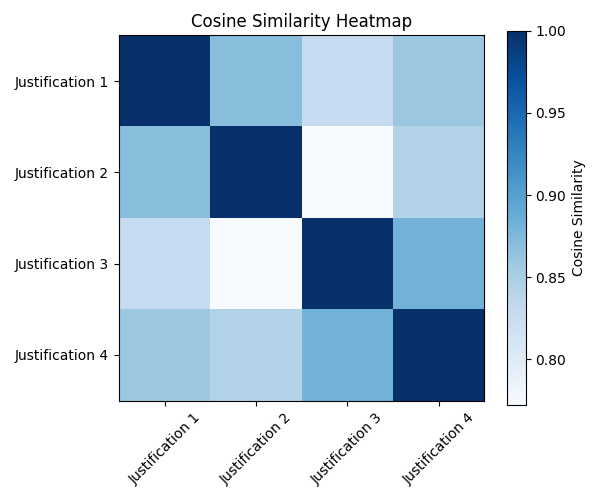 Cosine Similarity Heatmap
Justification 1
Justification 2
Justification 3
Justification 4
Justification 1
Justification 2
Justification 3
Justification 4
1.00
0.95
0.90
0.85
0.80
Cosine Similarity